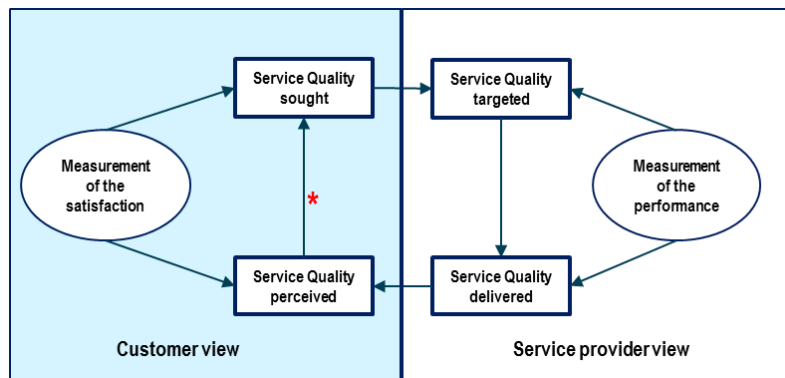 Service Quality
sought
Service Quality
targeted
Measurement
of the
satisfaction
*
Measurement
of the
performance
Service Quality
perceived
Service Quality
delivered
Customer view
Service provider view